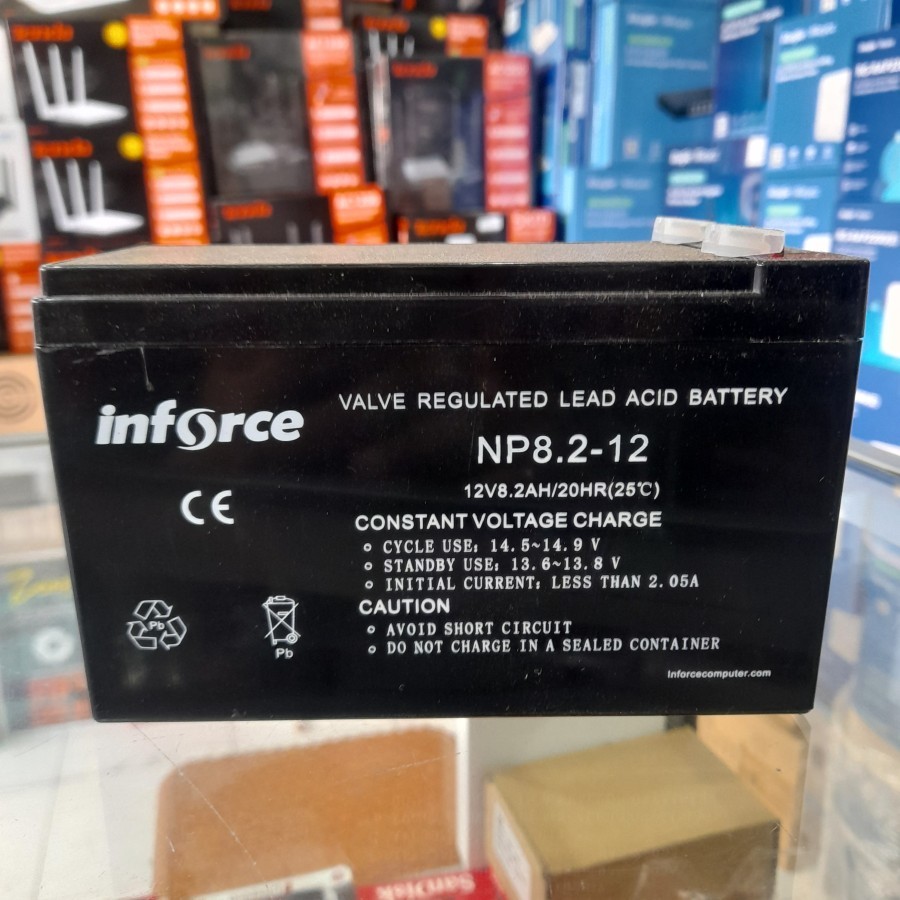 inforce
VALVE REGULATED LEAD ACID BATTERY
NP8.2-12
12V8.2AH/20HR(25℃)
CE
CONSTANT VOLTAGE CHARGE
CYCLE USE: 14.5~14.9 V
STANDBY USE: 13.6~13.8 V
INITIAL CURRENT: LESS THAN 2.05A
CAUTION
AVOID SHORT CIRCUIT
DO NOT CHARGE IN A SEALED CONTAINER
Pb
Pb
Inforcecomputer.com
SanDisk